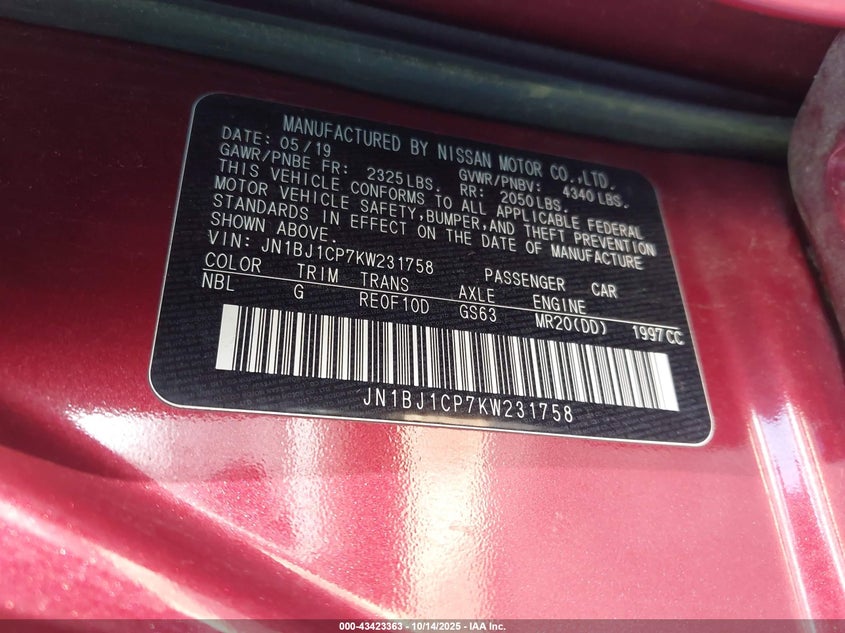 MANUFACTURED BY NISSAN MOTOR CO.,LTD.
DATE: 05/19
GAWR/PNBE FR: 2325LBS. GVWR/PNBV: 4340LBS.
RR: 2050LBS.
THIS VEHICLE CONFORMS TO ALL APPLICABLE FEDERAL
MOTOR VEHICLE SAFETY,BUMPER,AND THEFT PREVENTION
STANDARDS IN EFFECT ON THE DATE OF MANUFACTURE
SHOWN ABOVE.
VIN: JN1BJ1CP7KW231758 PASSENGER CAR
COLOR TRIM TRANS AXLE ENGINE
NBL G RE0F10D GS63 MR20(DD) 1997CC
JN1BJ1CP7KW231758
000-43423363 - 10/14/2025 - IAA Inc.